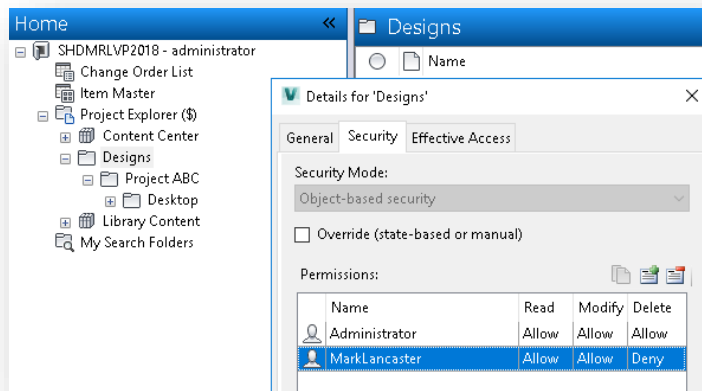 Home «
SHDMRLVP2018 - administrator
Change Order List
Item Master
Project Explorer ($)
Content Center
Designs
Project ABC
Desktop
Library Content
My Search Folders
Designs
Name
Details for 'Designs'
General Security Effective Access
Security Mode:
Object-based security
Override (state-based or manual)
Permissions:
Name Read Modify Delete
Administrator Allow Allow Allow
MarkLancaster Allow Allow Deny